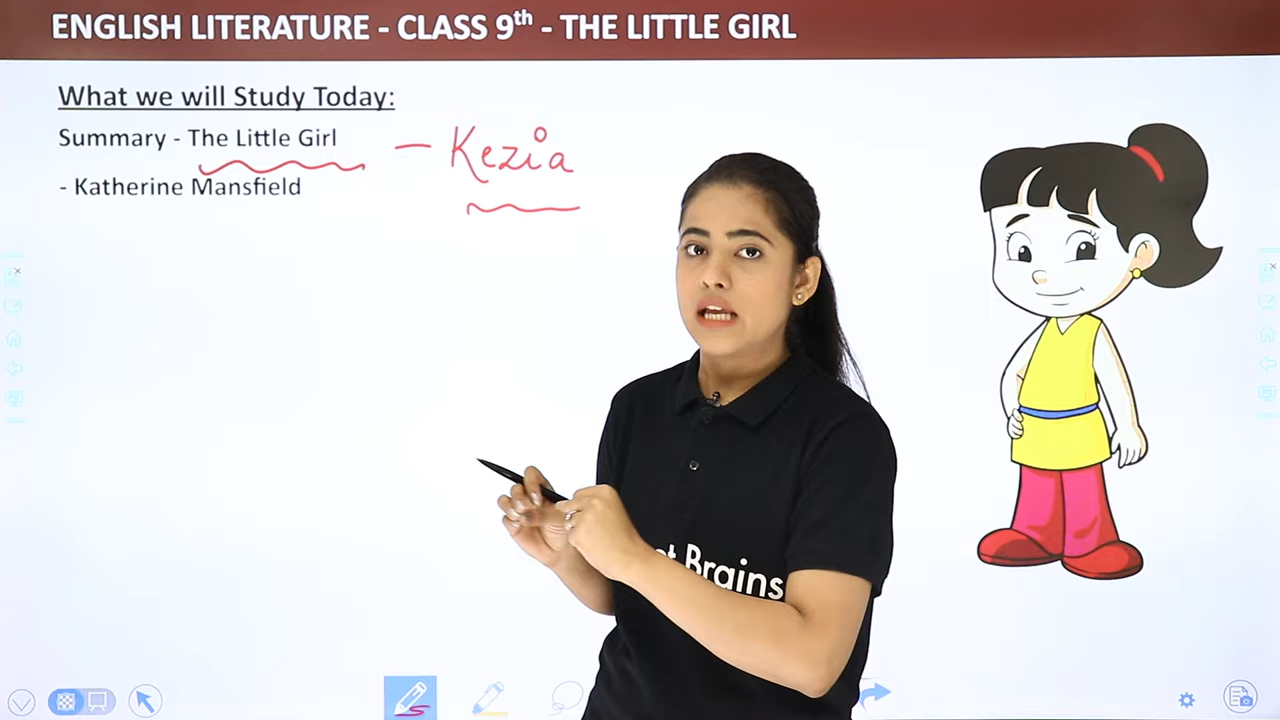 ENGLISH LITERATURE - CLASS 9th - THE LITTLE GIRL
What we will Study Today:
Summary - The Little Girl - Kezia
- Katherine Mansfield
Brains